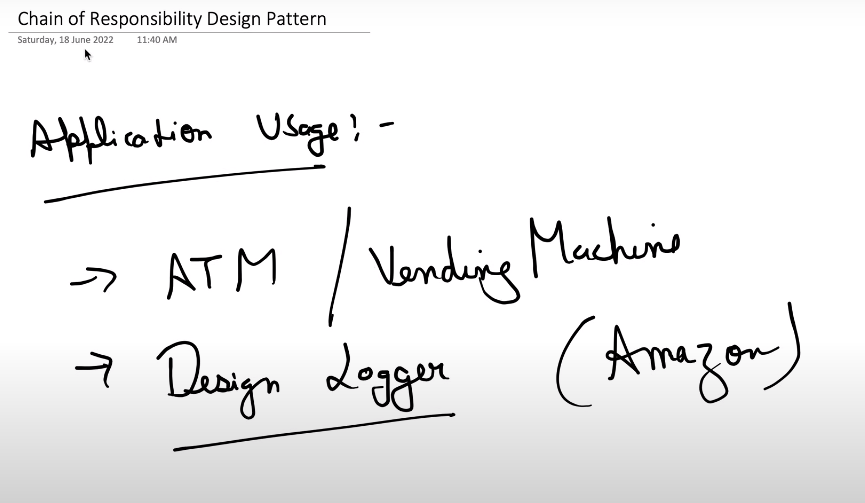 Chain of Responsibility Design Pattern
Saturday, 18 June 2022 11:40 AM
Application Usage:-
→ ATM / Vending Machine
→ Design Logger (Amazon)